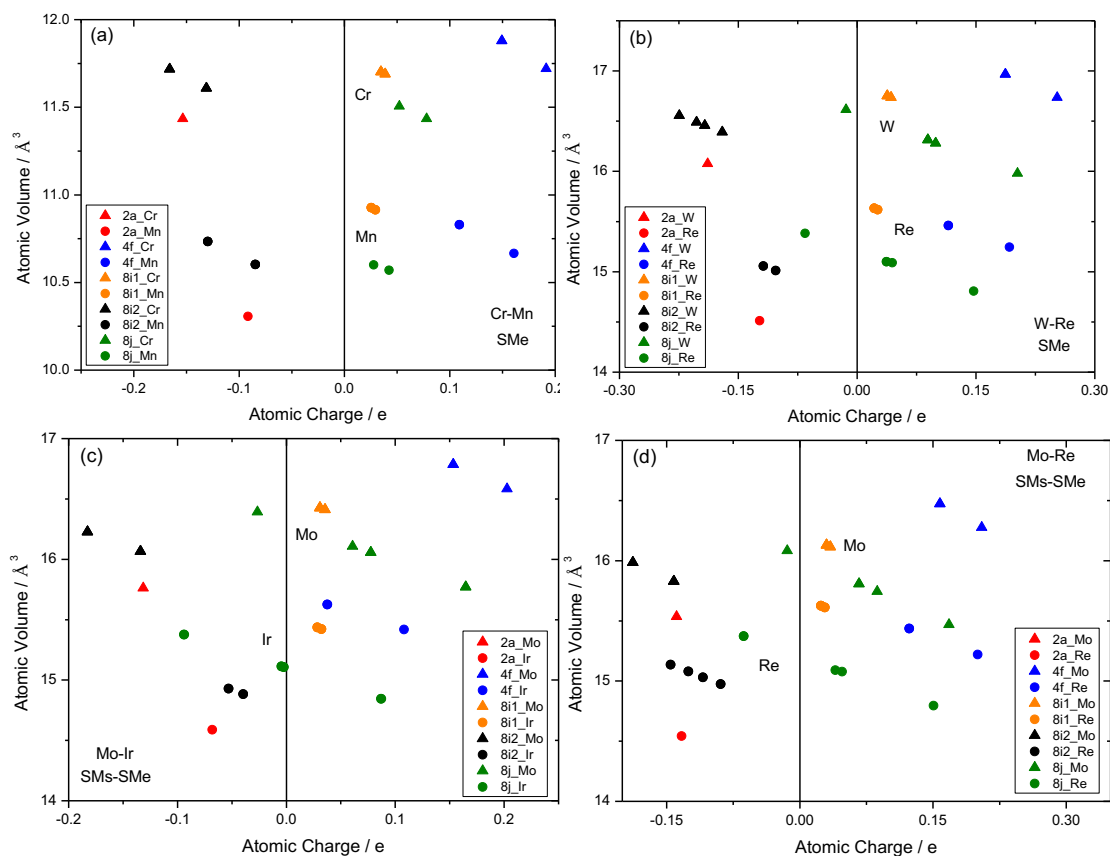 (a)
12.0
11.5
11.0
10.5
10.0
Atomic Volume / Å³
Cr
Mn
2a_Cr
2a_Mn
4f_Cr
4f_Mn
8i1_Cr
8i1_Mn
8i2_Cr
8i2_Mn
8j_Cr
8j_Mn
Cr-Mn
SMe
-0.2 -0.1 0.0 0.1 0.2
Atomic Charge / e
(b)
17
16
15
14
Atomic Volume / Å³
W
Re
2a_W
2a_Re
4f_W
4f_Re
8i1_W
8i1_Re
8i2_W
8i2_Re
8j_W
8j_Re
W-Re
SMe
-0.30 -0.15 0.00 0.15 0.30
Atomic Charge / e
(c)
17
16
15
14
Atomic Volume / Å³
Mo
Ir
2a_Mo
2a_Ir
4f_Mo
4f_Ir
8i1_Mo
8i1_Ir
8i2_Mo
8i2_Ir
8j_Mo
8j_Ir
Mo-Ir
SMs-SMe
-0.2 -0.1 0.0 0.1 0.2
Atomic Charge / e
(d)
Mo-Re
SMs-SMe
17
16
15
14
Atomic Volume / Å³
Mo
Re
2a_Mo
2a_Re
4f_Mo
4f_Re
8i1_Mo
8i1_Re
8i2_Mo
8i2_Re
8j_Mo
8j_Re
-0.15 0.00 0.15 0.30
Atomic Charge / e